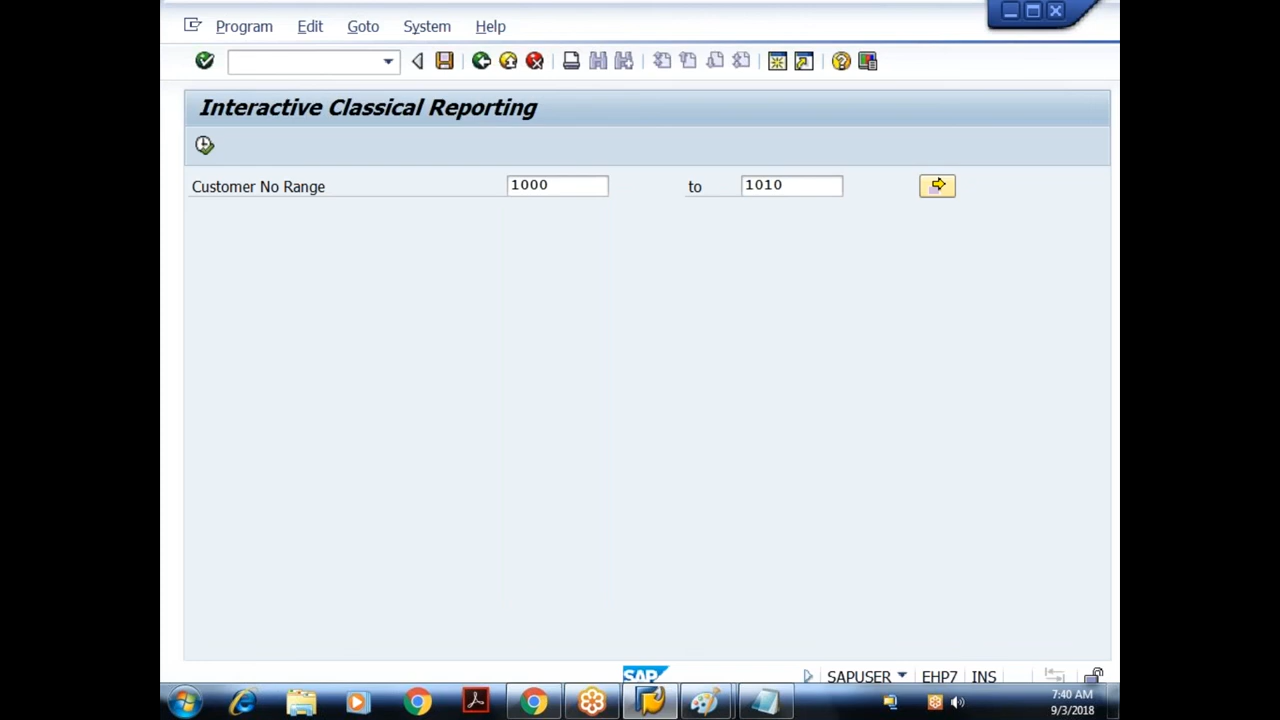 Program Edit Goto System Help
Interactive Classical Reporting
Customer No Range 1000 to 1010
SAP SAPUSER EHP7 INS
7:40 AM
9/3/2018